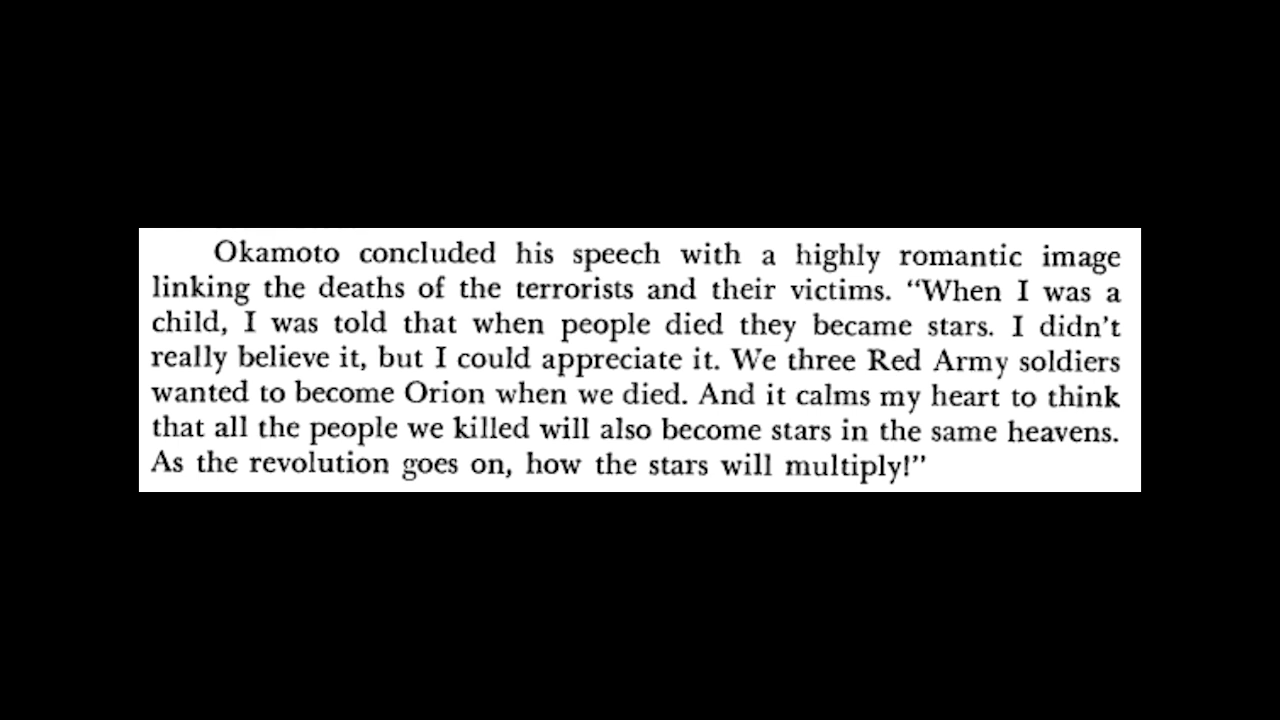 Okamoto concluded his speech with a highly romantic image
linking the deaths of the terrorists and their victims. “When I was a
child, I was told that when people died they became stars. I didn’t
really believe it, but I could appreciate it. We three Red Army soldiers
wanted to become Orion when we died. And it calms my heart to think
that all the people we killed will also become stars in the same heavens.
As the revolution goes on, how the stars will multiply!”